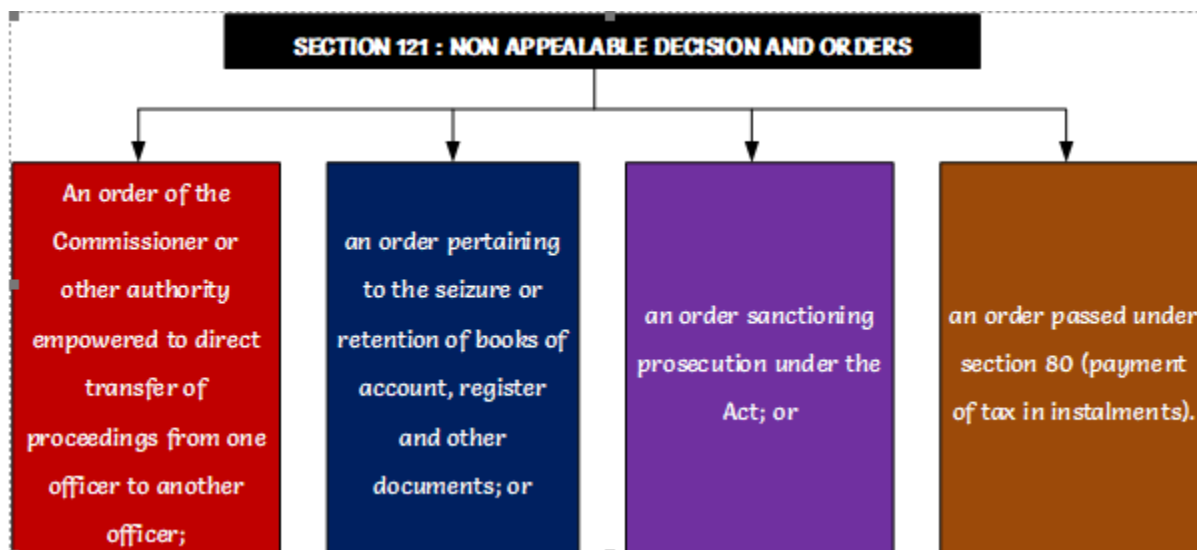 SECTION 121 : NON APPEALABLE DECISION AND ORDERS
An order of the
Commissioner or
other authority
empowered to direct
transfer of
proceedings from one
officer to another
officer;
an order pertaining
to the seizure or
retention of books of
account, register
and other
documents; or
an order sanctioning
prosecution under the
Act; or
an order passed under
section 80 (payment
of tax in instalments).